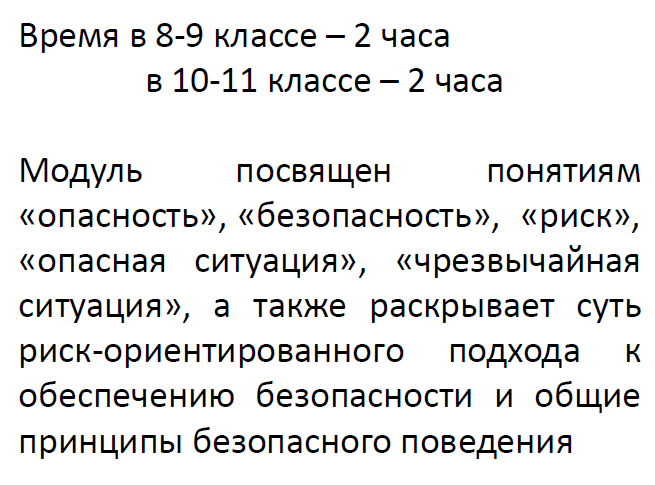 Время в 8-9 классе – 2 часа
в 10-11 классе – 2 часа
Модуль посвящен понятиям
«опасность», «безопасность», «риск»,
«опасная ситуация», «чрезвычайная
ситуация», а также раскрывает суть
риск-ориентированного подхода к
обеспечению безопасности и общие
принципы безопасного поведения